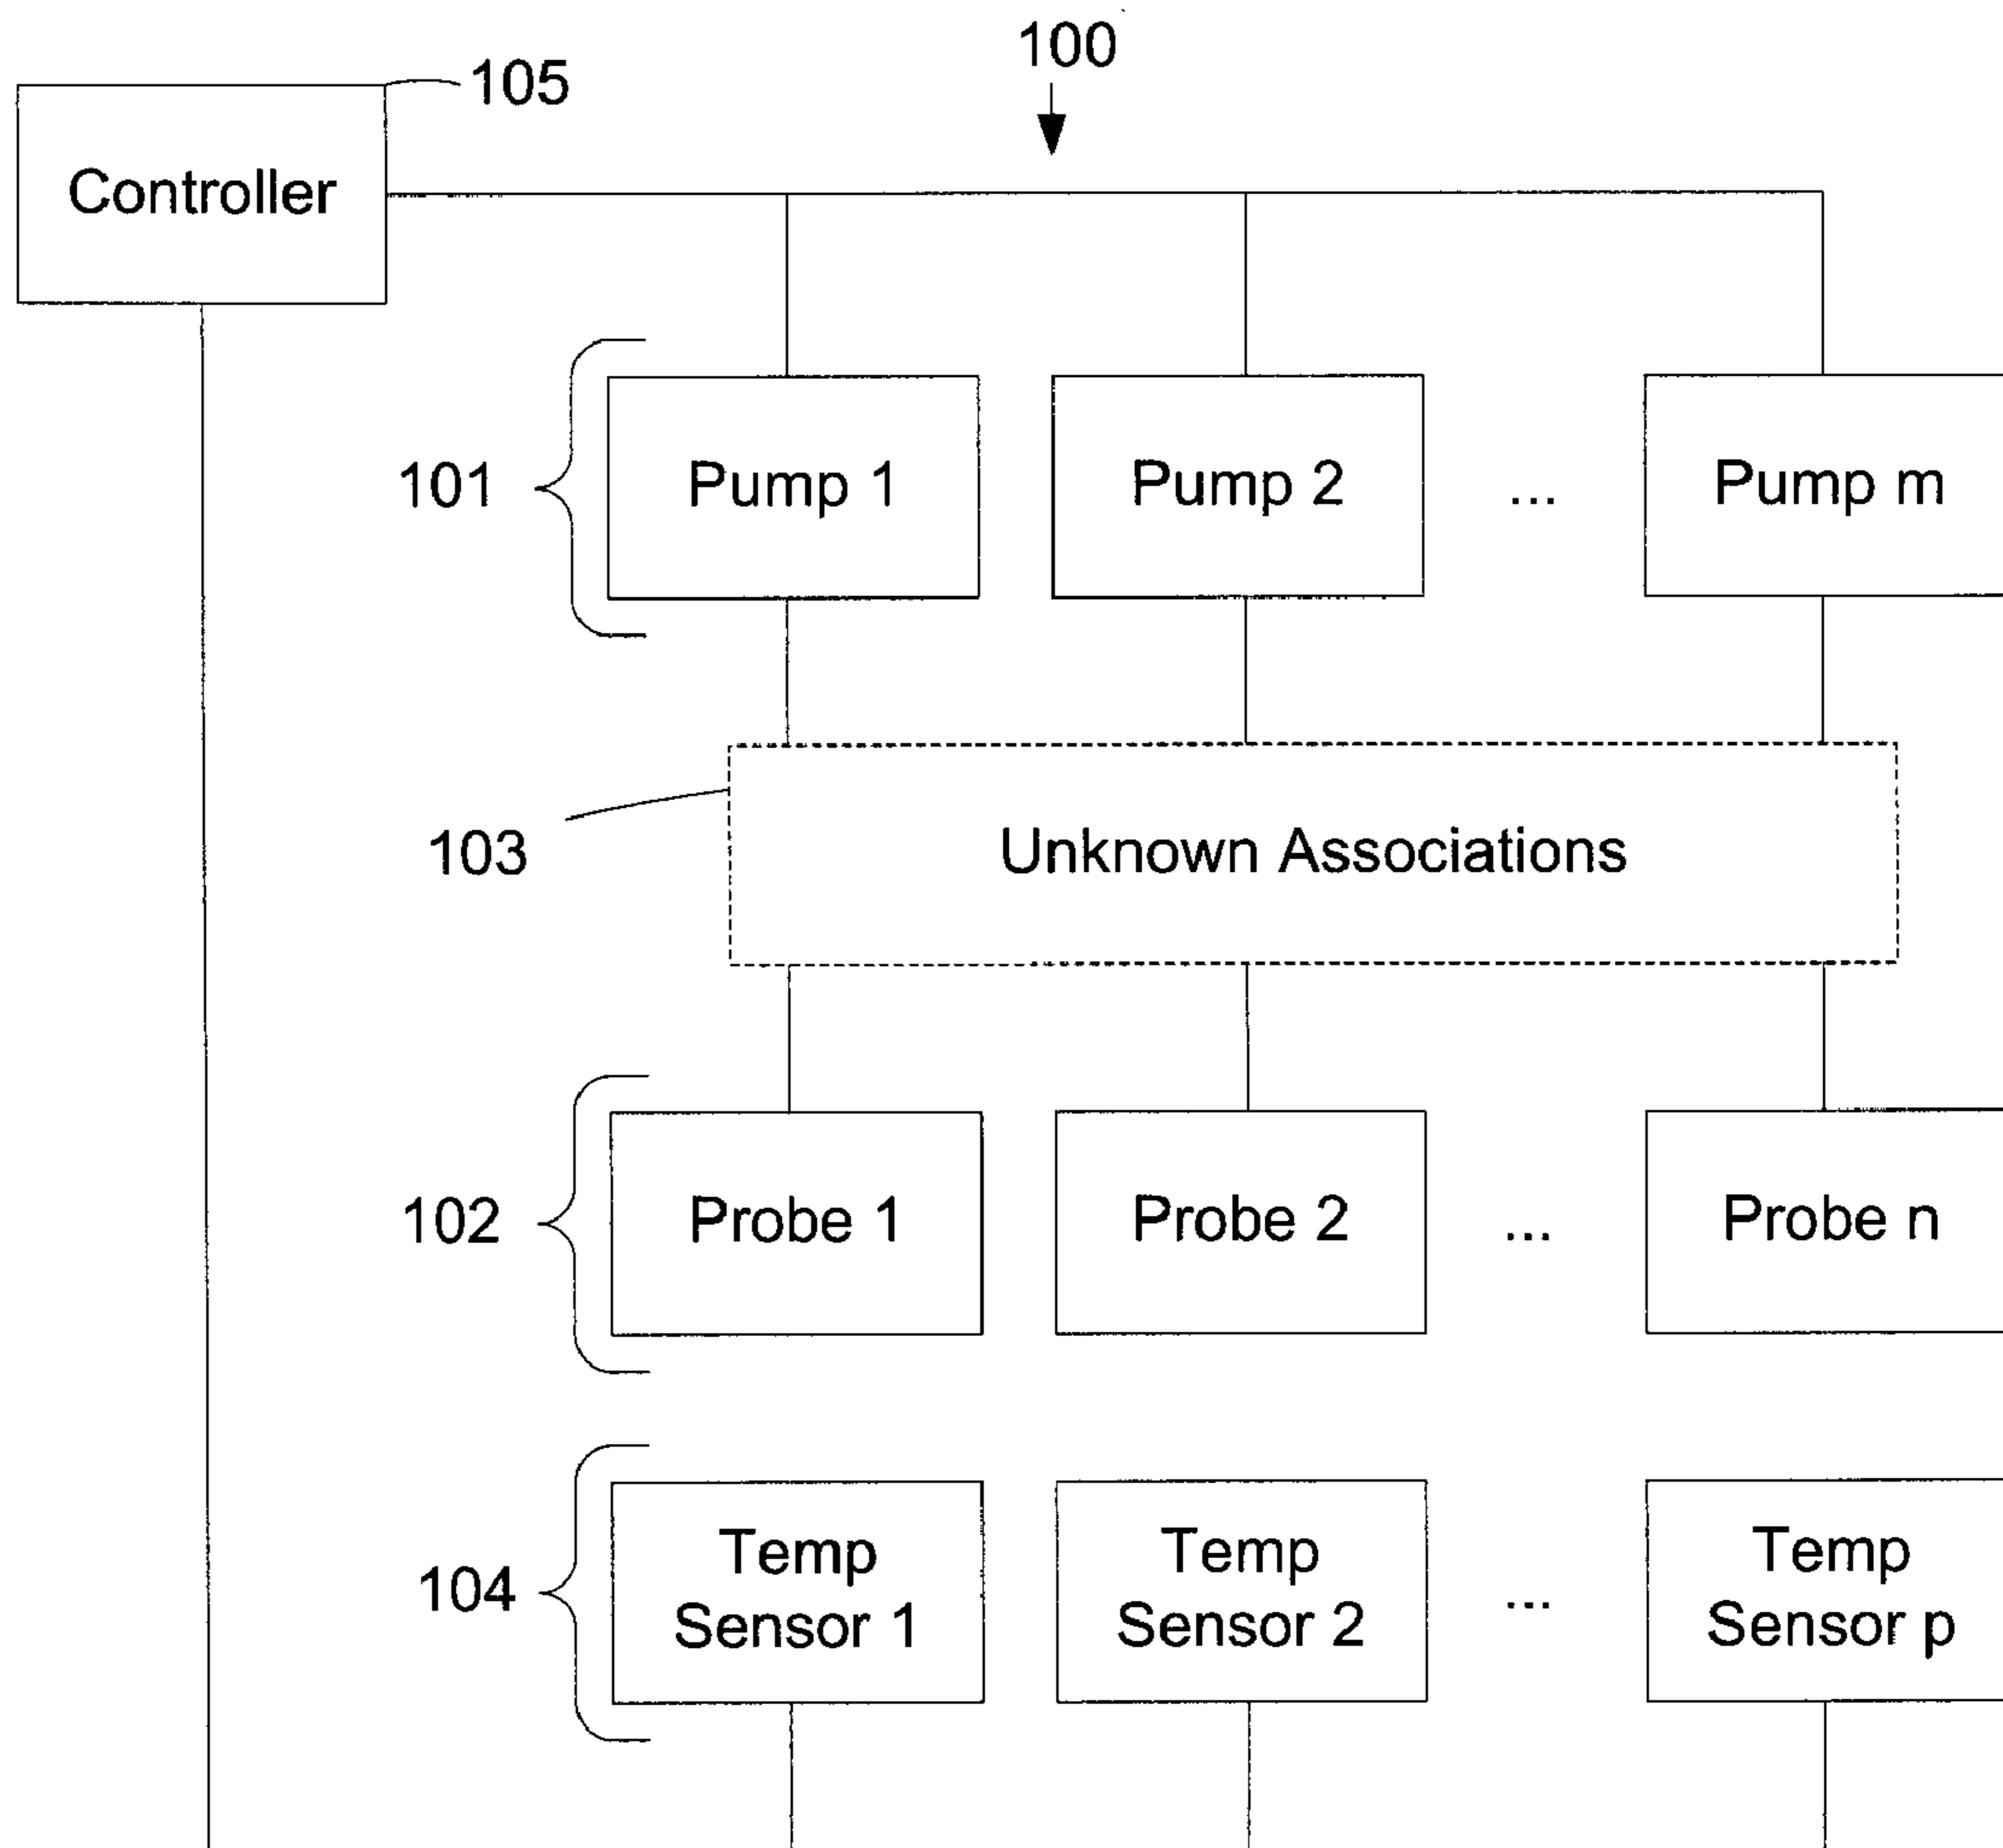 100
105
Controller
101
Pump 1
Pump 2
...
Pump m
103
Unknown Associations
102
Probe 1
Probe 2
...
Probe n
104
Temp
Sensor 1
Temp
Sensor 2
...
Temp
Sensor p